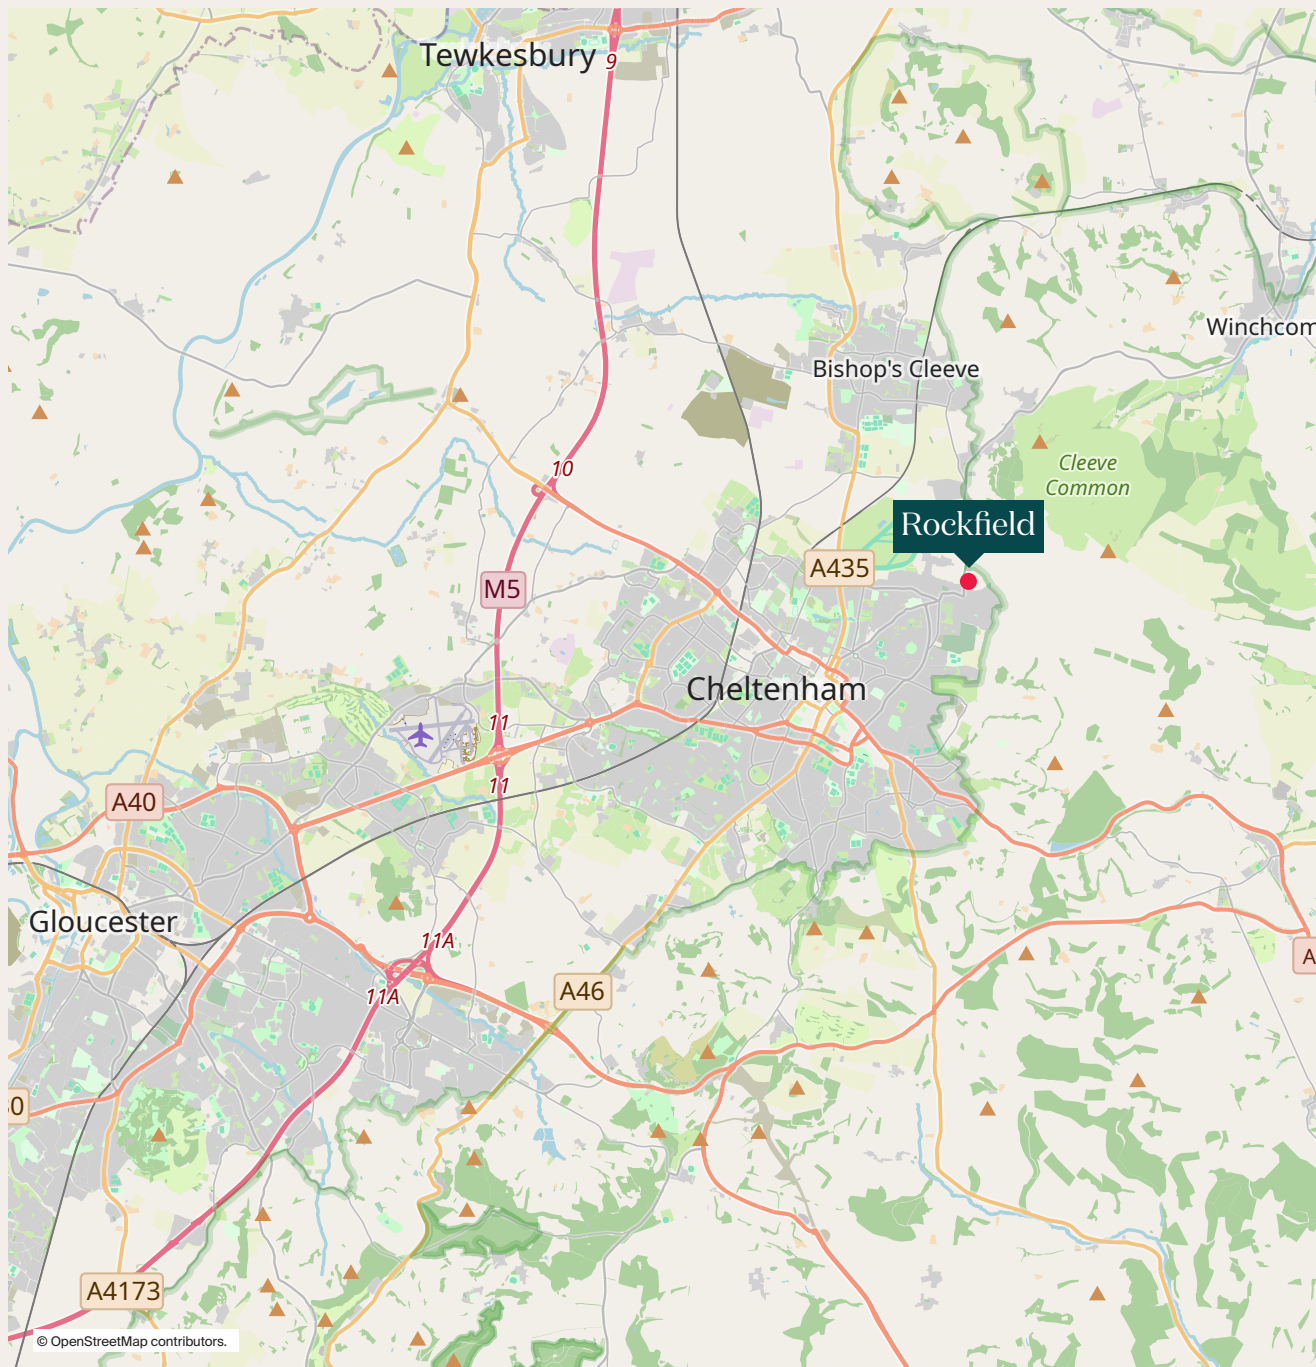 Tewkesbury
9
Winchcom
Bishop's Cleeve
Cleeve
Common
10
Rockfield
A435
M5
Cheltenham
11
11
A40
Gloucester
11A
A
11A
A46
60
A4173
© OpenStreetMap contributors.